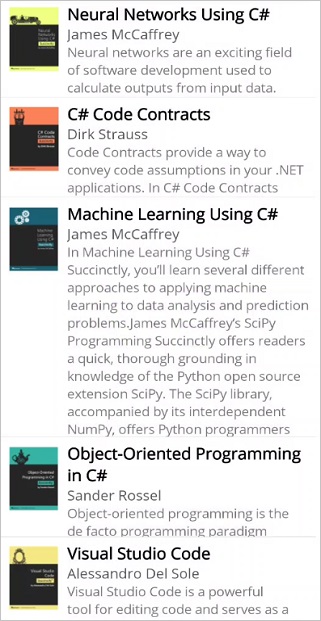 Neural Networks Using C#
James McCaffrey
Neural networks are an exciting field
of software development used to
calculate outputs from input data.
C# Code Contracts
Dirk Strauss
Code Contracts provide a way to
convey code assumptions in your .NET
applications. In C# Code Contracts
Machine Learning Using C#
James McCaffrey
In Machine Learning Using C#
Succinctly, you’ll learn several different
approaches to applying machine
learning to data analysis and prediction
problems.James McCaffrey’s SciPy
Programming Succinctly offers readers
a quick, thorough grounding in
knowledge of the Python open source
extension SciPy. The SciPy library,
accompanied by its interdependent
NumPy, offers Python programmers
Object-Oriented Programming
in C#
Sander Rossel
Object-oriented programming is the
de facto programming paradigm
Visual Studio Code
Alessandro Del Sole
Visual Studio Code is a powerful
tool for editing code and serves as a